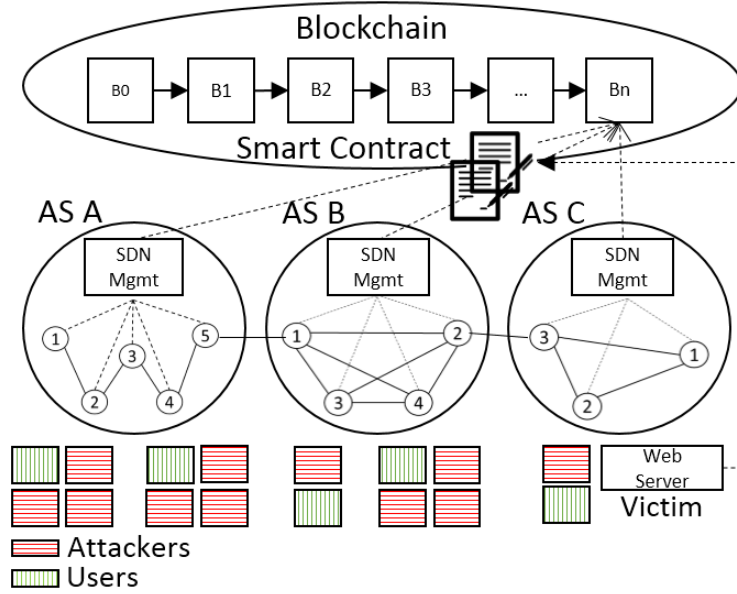 Blockchain
B0 B1 B2 B3 ... Bn
Smart Contract
AS A AS B AS C
SDN Mgmt
SDN Mgmt
SDN Mgmt
1 2 3 4 5
1 2 3 4
3 1 2
Web
Server
Victim
Attackers
Users